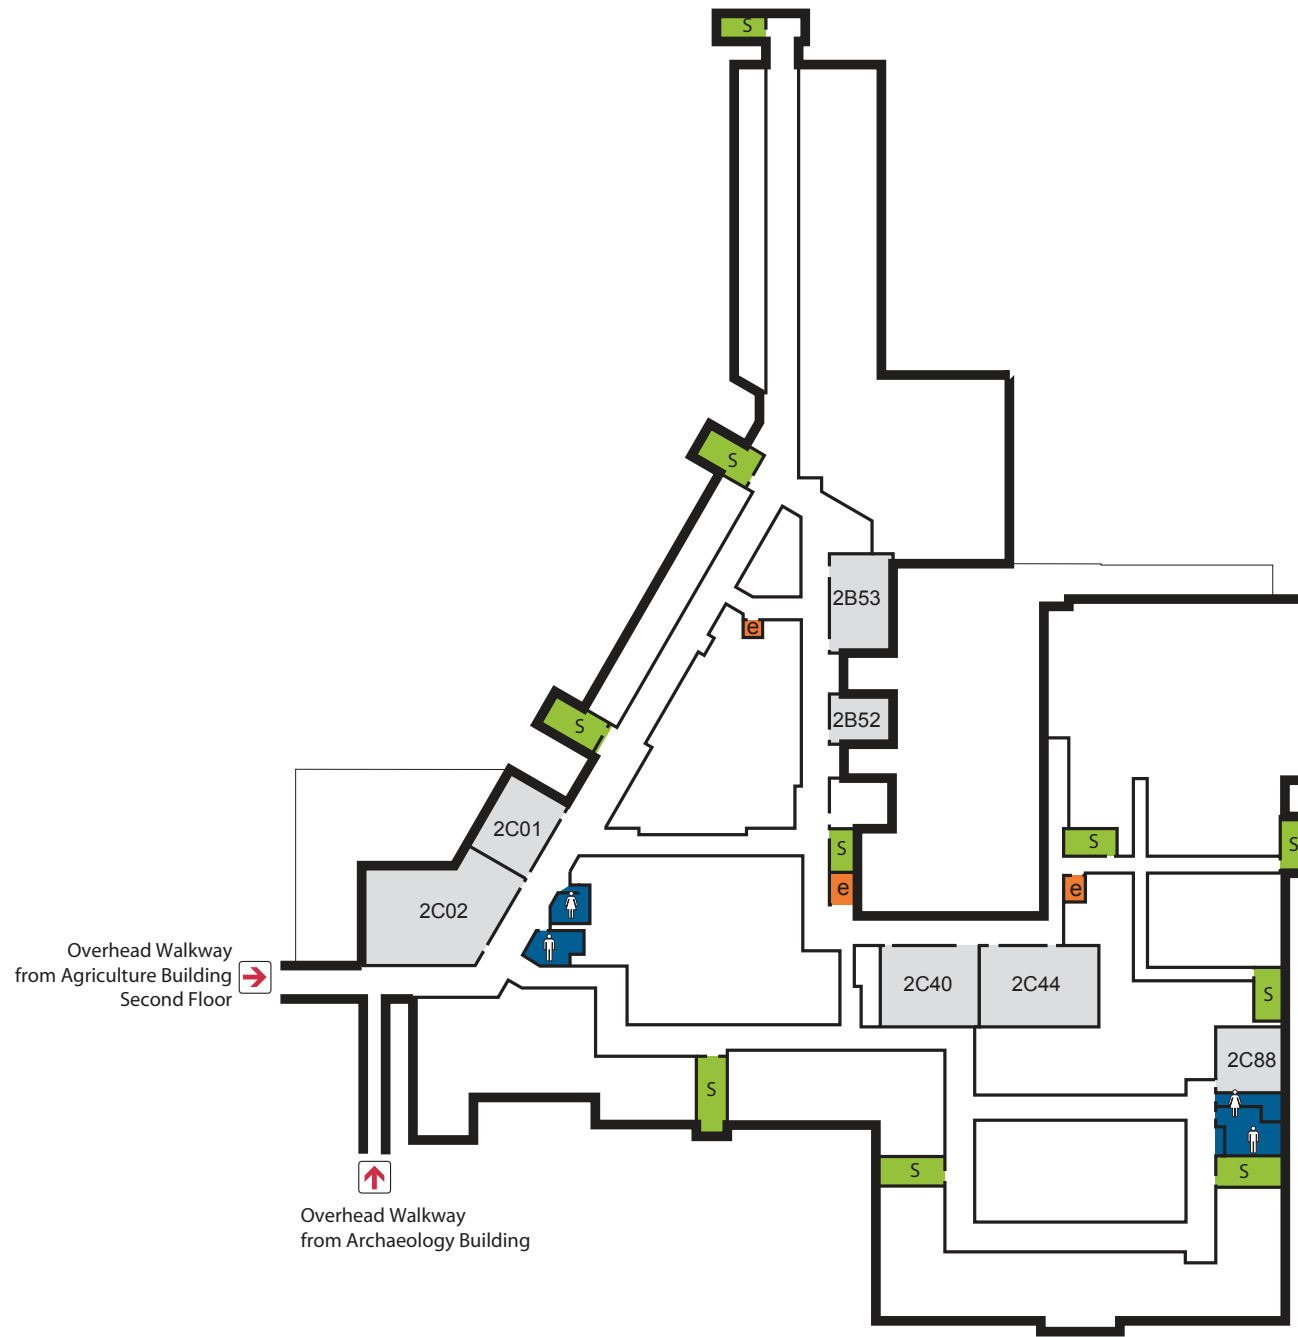 S
S
2B53
e
2B52
S
2C01
S
S
S
e
e
2C02
Overhead Walkway
from Agriculture Building
Second Floor
2C40
2C44
S
2C88
S
S
S
Overhead Walkway
from Archaeology Building